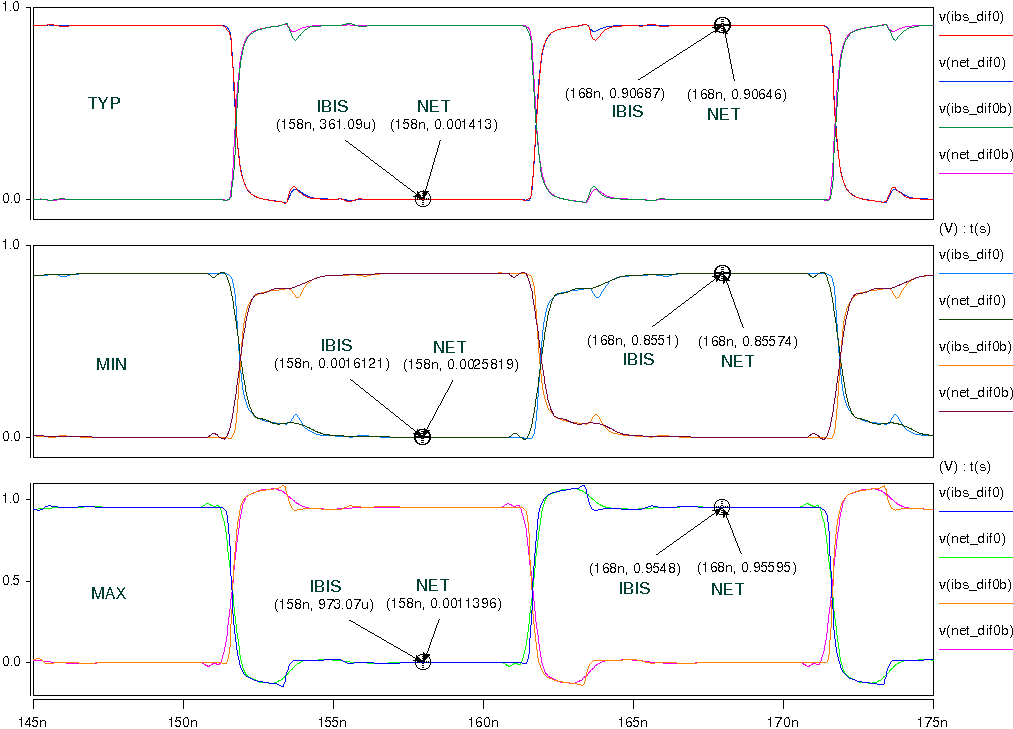 1.0
v(ibs_dif0)
v(net_dif0)
(168n, 0.90687)
(168n, 0.90646)
TYP
IBIS
NET
IBIS
NET
v(ibs_dif0b)
(158n, 361.09u)
(158n, 0.001413)
v(net_dif0b)
0.0
(V) : t(s)
1.0
v(ibs_dif0)
v(net_dif0)
(168n, 0.8551)
(168n, 0.85574)
IBIS
NET
v(ibs_dif0b)
MIN
(158n, 0.0016121)
(158n, 0.0025819)
IBIS
NET
v(net_dif0b)
0.0
(V) : t(s)
1.0
v(ibs_dif0)
v(net_dif0)
(168n, 0.9548)
(168n, 0.95595)
0.5
IBIS
NET
IBIS
NET
v(ibs_dif0b)
MAX
(158n, 973.07u)
(158n, 0.0011396)
v(net_dif0b)
0.0
145n 150n 155n 160n 165n 170n 175n